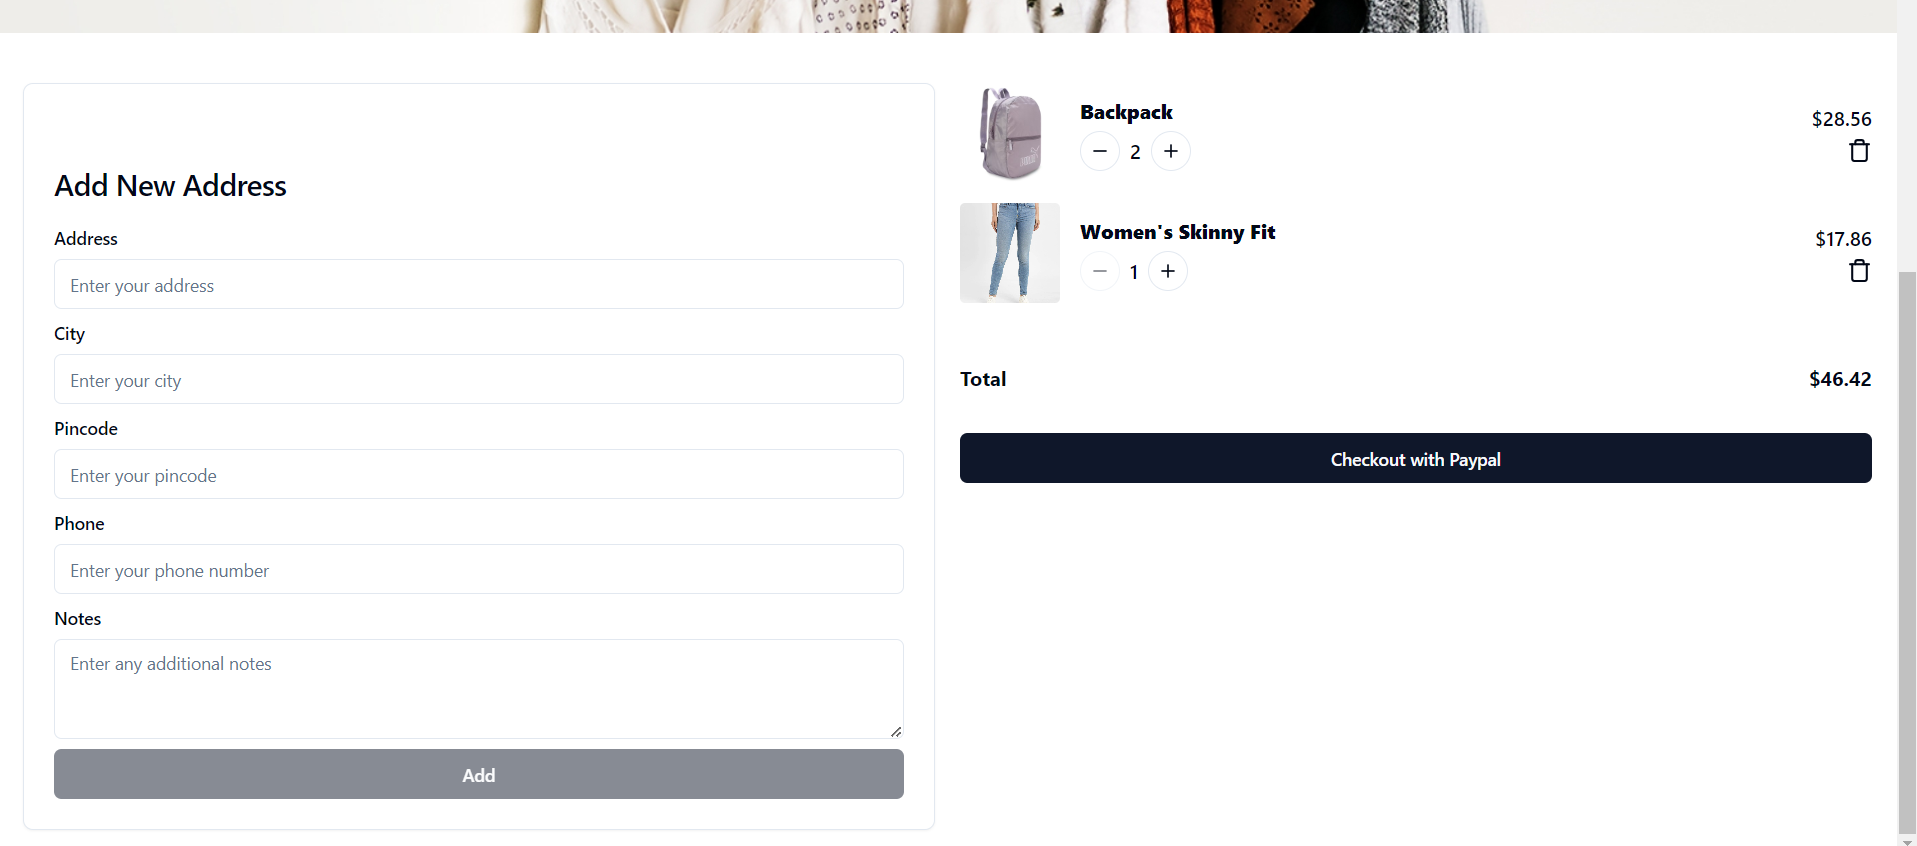 Add New Address
Address
Enter your address
City
Enter your city
Pincode
Enter your pincode
Phone
Enter your phone number
Notes
Enter any additional notes
Add
Backpack
$28.56
2
Women's Skinny Fit
$17.86
1
Total
$46.42
Checkout with Paypal